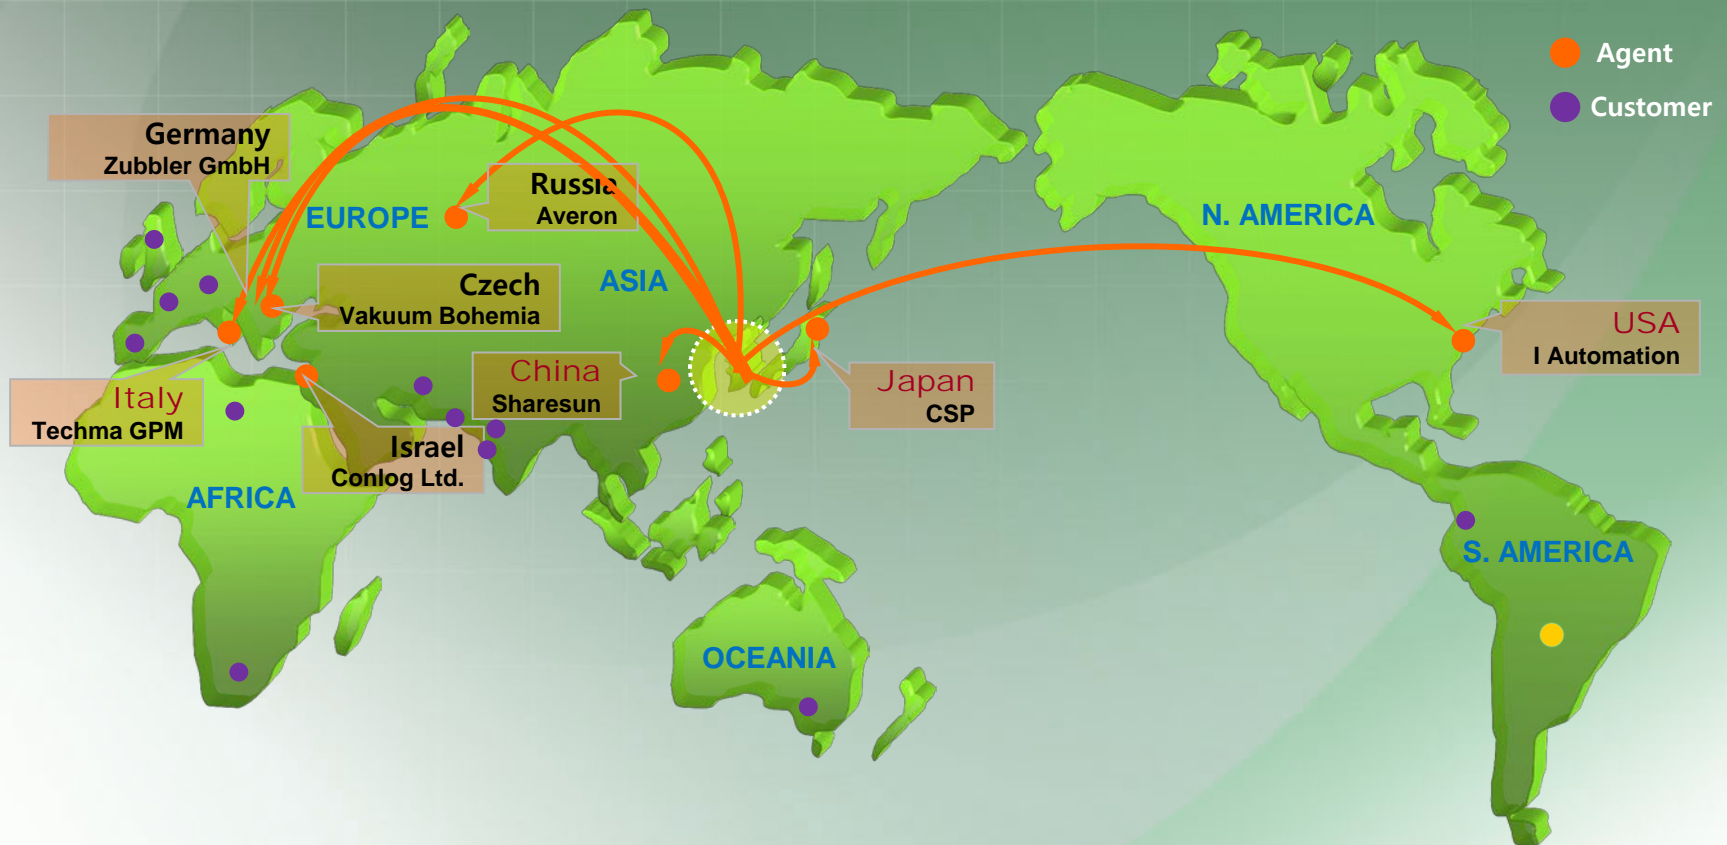 Agent
Customer
Germany
Zubbler GmbH
Russia
Averon
EUROPE
N. AMERICA
ASIA
Czech
Vakuum Bohemia
USA
I Automation
China
Sharesun
Japan
CSP
Italy
Techma GPM
Israel
Conlog Ltd.
AFRICA
S. AMERICA
OCEANIA